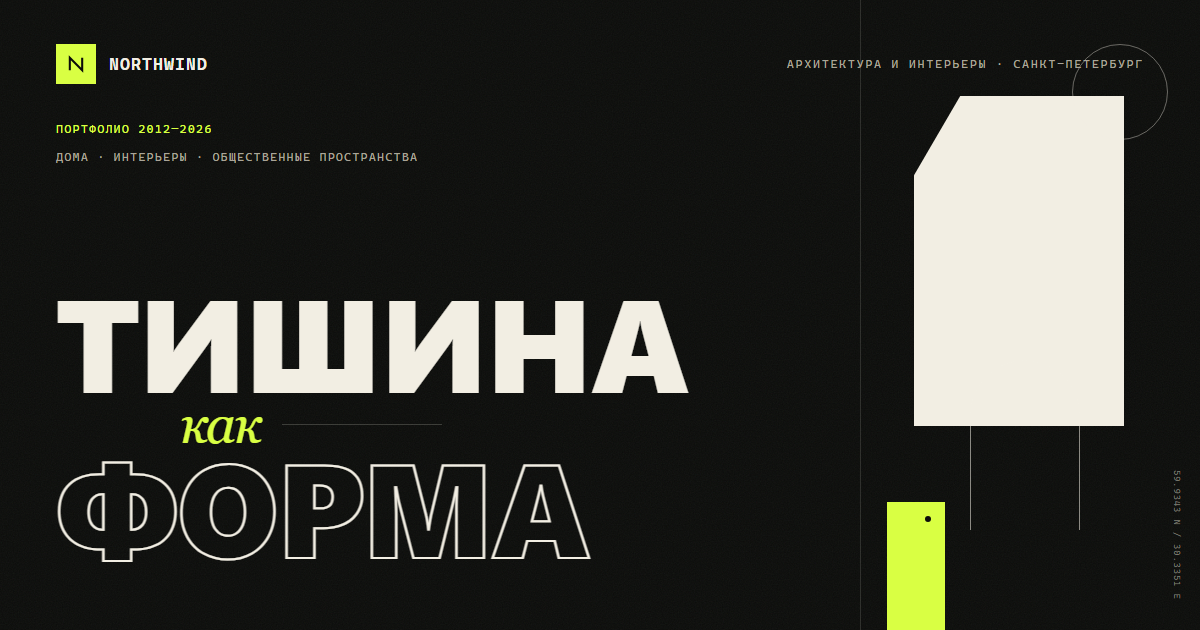 NORTHWIND
АРХИТЕКТУРА И ИНТЕРЬЕРЫ · САНКТ-ПЕТЕРБУРГ
ПОРТФОЛИО 2012—2026
ДОМА · ИНТЕРЬЕРЫ · ОБЩЕСТВЕННЫЕ ПРОСТРАНСТВА
ТИШИНА
как
ФОРМА
59.9343 N / 30.3351 E